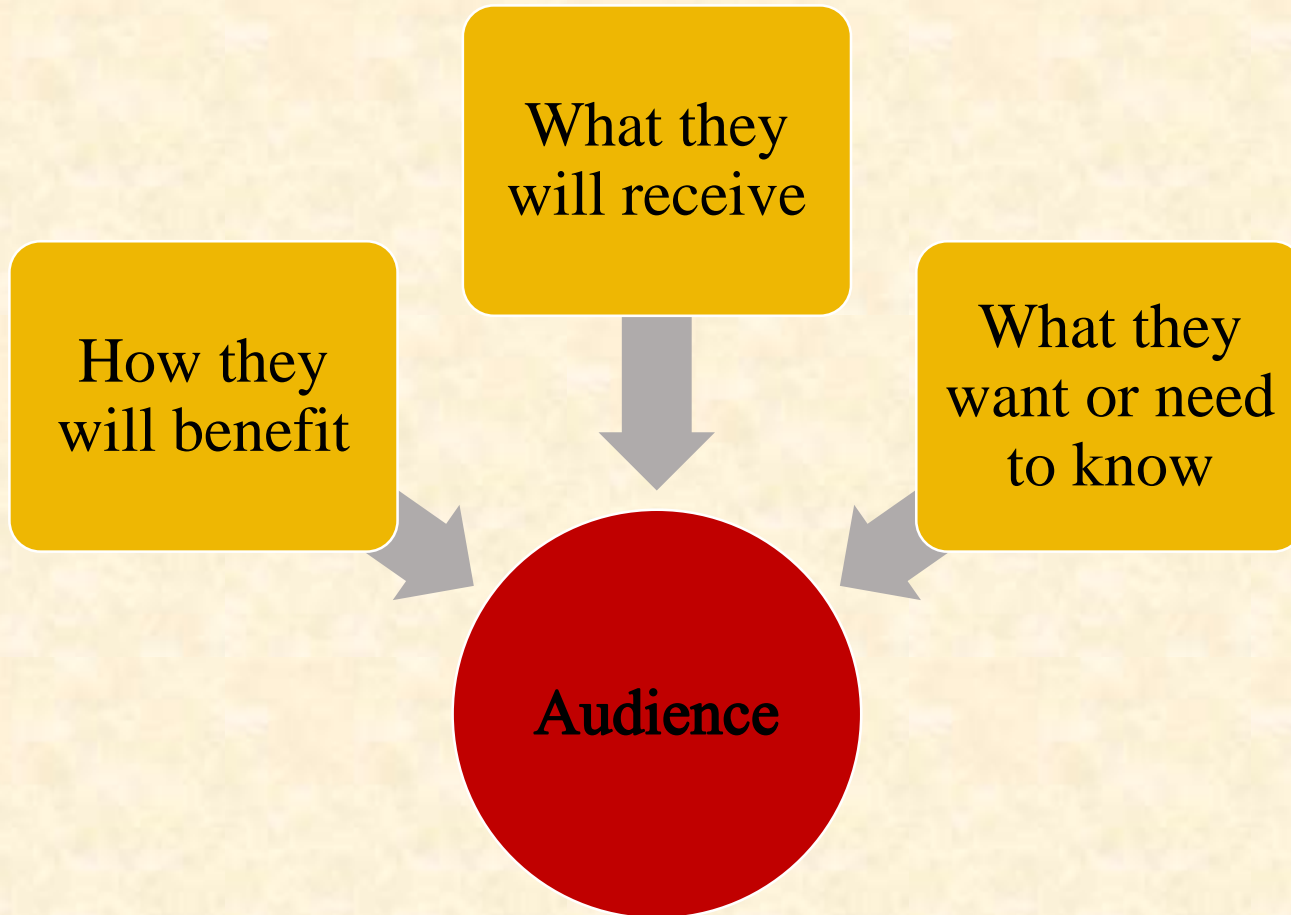 What they
will receive
How they
will benefit
What they
want or need
to know
Audience